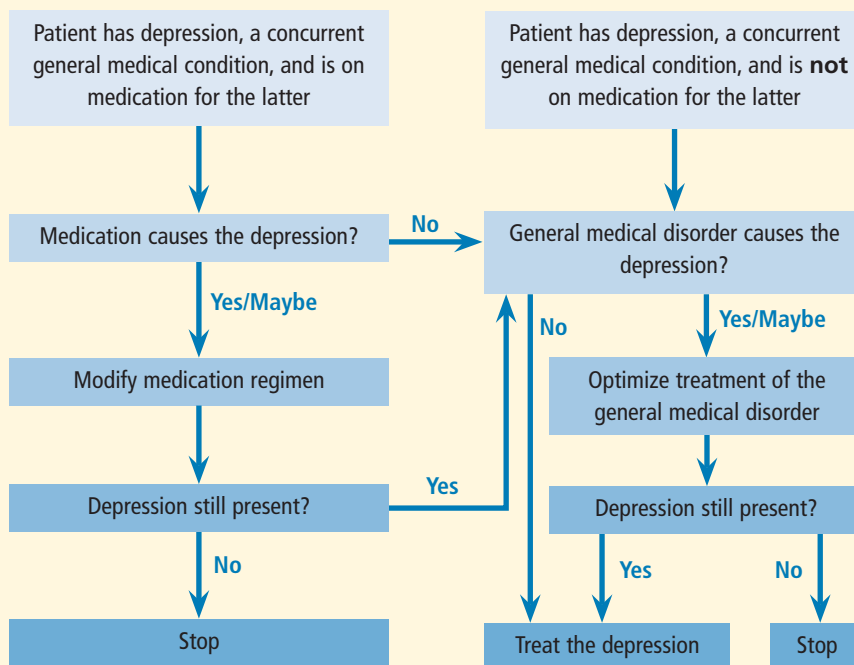 Patient has depression, a concurrent
general medical condition, and is on
medication for the latter
Patient has depression, a concurrent
general medical condition, and is not
on medication for the latter
Medication causes the depression?
No
General medical disorder causes the
depression?
Yes/Maybe
No
Yes/Maybe
Modify medication regimen
Optimize treatment of the
general medical disorder
Depression still present?
Yes
Depression still present?
No
Yes
No
Stop
Treat the depression
Stop